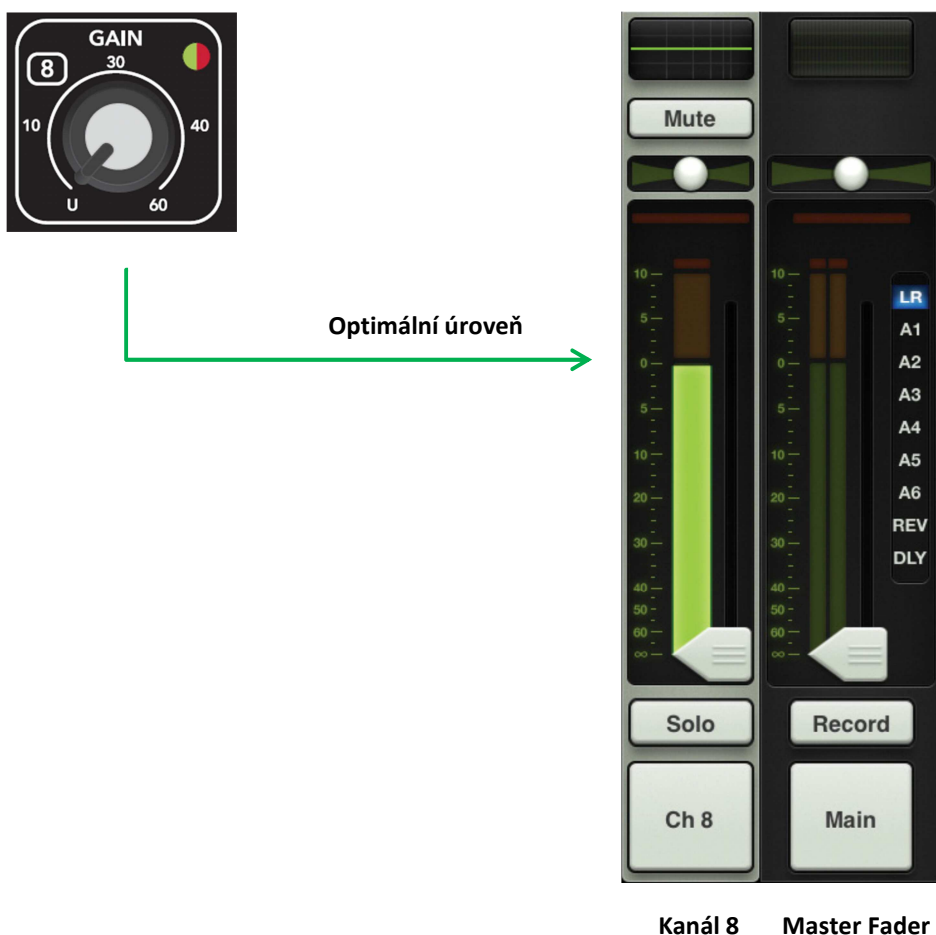 GAIN
8
30
10
40
U
60
Optimální úroveň
Mute
10
5
0
5
10
20
30
40
50
60
∞
Solo
Ch 8
10
5
0
5
10
20
30
40
50
60
∞
LR
A1
A2
A3
A4
A5
A6
REV
DLY
Record
Main
Kanál 8
Master Fader